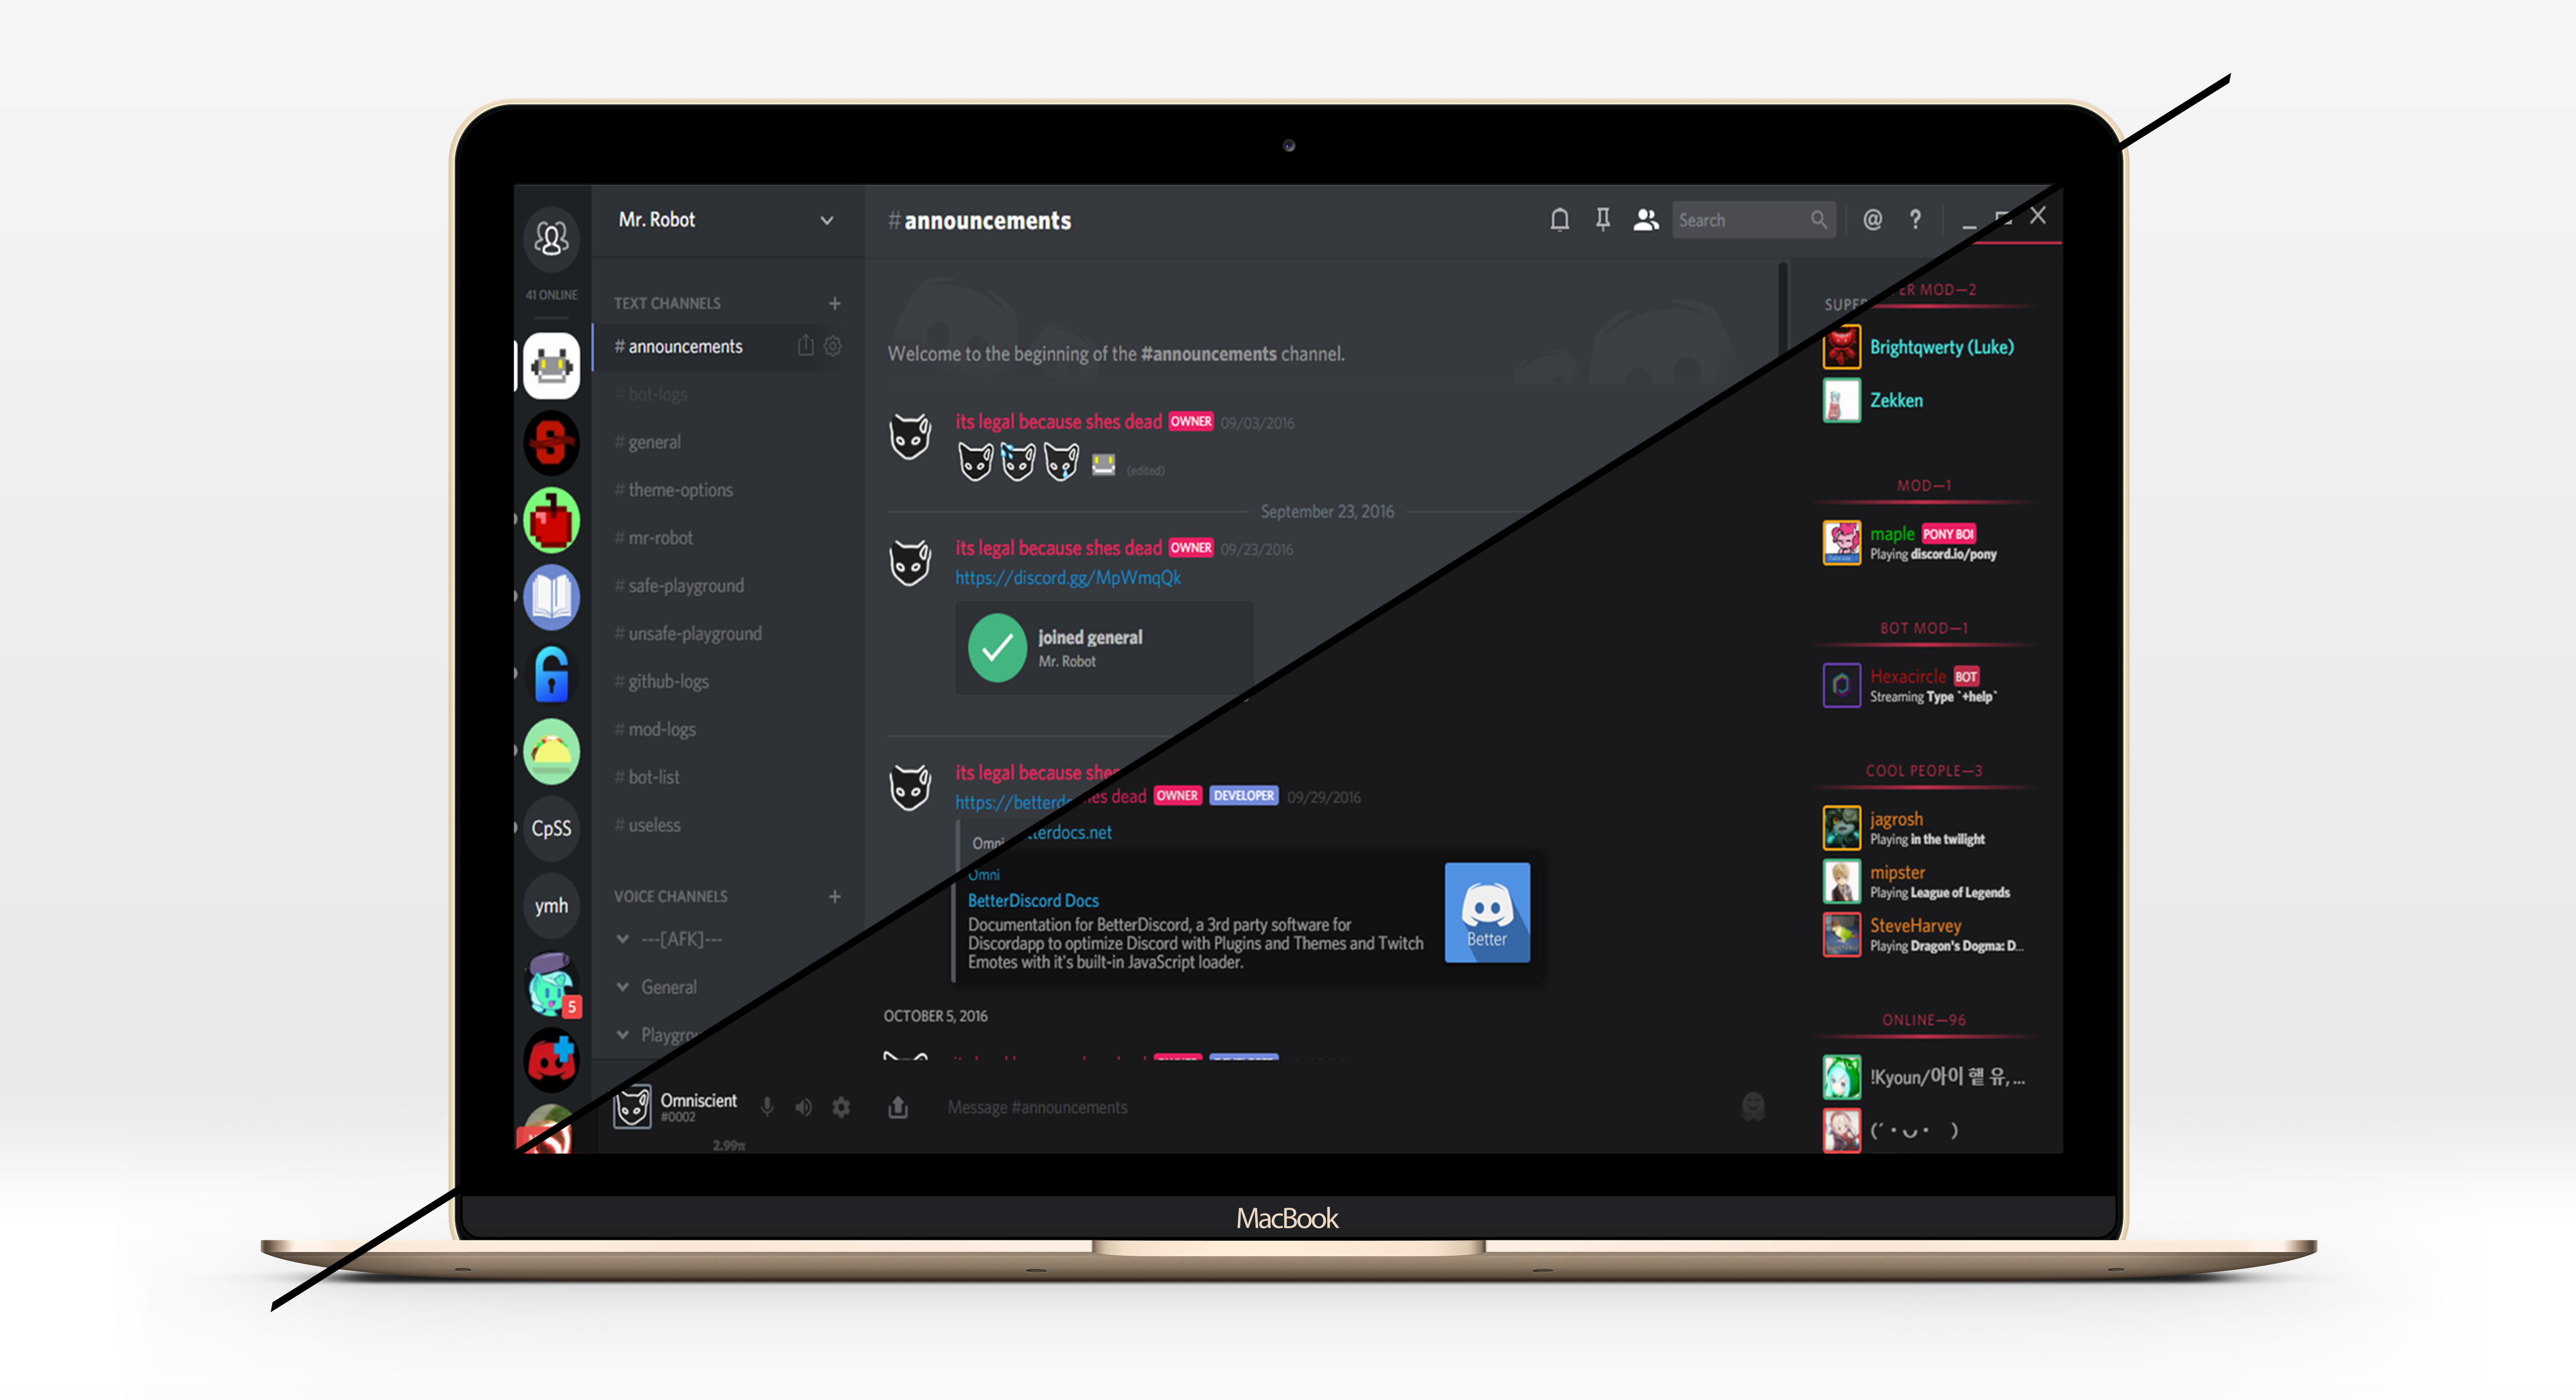 Mr. Robot
41 ONLINE
TEXT CHANNELS +
# announcements
# bot-logs
# general
# theme-options
# mr-robot
# safe-playground
# unsafe-playground
# github-logs
# mod-logs
# bot-list
# useless
CpSS
ymh
5
VOICE CHANNELS +
---[AFK]---
General
Omniscient
#0002
2.99π
#announcements
Search
@ ?
Welcome to the beginning of the #announcements channel.
its legal because shes dead OWNER 09/03/2016
(edited)
September 23, 2016
its legal because shes dead OWNER 09/23/2016
https://discord.gg/MpWmqQk
joined general
Mr. Robot
its legal because shes
dead OWNER DEVELOPER 09/29/2016
https://betterd
terdocs.net
Omni
Omni
BetterDiscord Docs
Documentation for BetterDiscord, a 3rd party software for
Discordapp to optimize Discord with Plugins and Themes and Twitch
Emotes with it's built-in JavaScript loader.
Better
OCTOBER 5, 2016
OWNER DEVELOPER
Message #announcements
SUPER MOD—2
Brightqwerty (Luke)
Zekken
MOD—1
maple PONY BOI
Playing discord.io/pony
BOT MOD—1
Hexacircle BOT
Streaming Type `+help`
COOL PEOPLE—3
jagrosh
Playing in the twilight
mipster
Playing League of Legends
SteveHarvey
Playing Dragon's Dogma: D...
ONLINE—96
!Kyoun/아이 햍 유, ...
(´・ᴗ・ )
MacBook